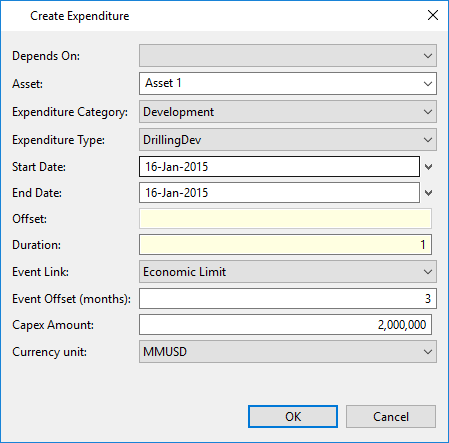 Create Expenditure
Depends On:
Asset: Asset 1
Expenditure Category: Development
Expenditure Type: DrillingDev
Start Date: 16-Jan-2015
End Date: 16-Jan-2015
Offset:
Duration: 1
Event Link: Economic Limit
Event Offset (months): 3
Capex Amount: 2,000,000
Currency unit: MMUSD
OK Cancel